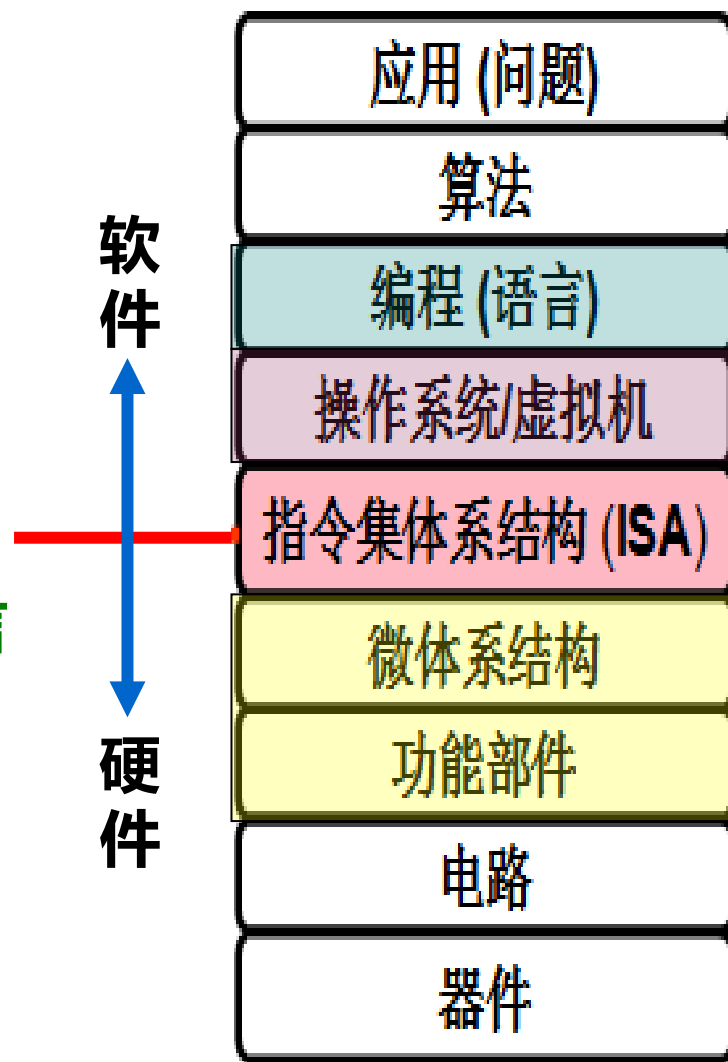 应用 (问题)
算法
编程 (语言)
操作系统/虚拟机
指令集体系结构 (ISA)
微体系结构
功能部件
电路
器件
软件
硬件